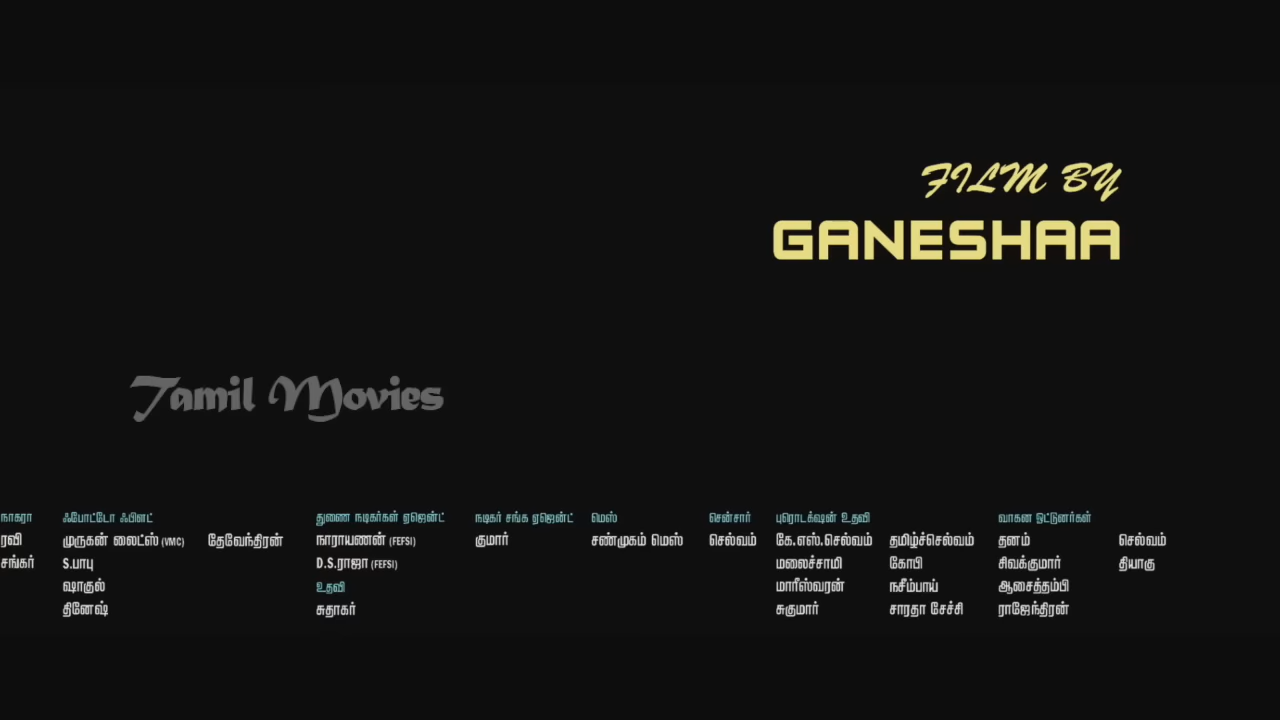 FILM BY
GANESHAA
Tamil Movies
நாகரா
ரவி
சங்கர்
ஃபோட்டோ ஃபிளட்
முருகன் லைட்ஸ் (VMC)
S.பாபு
ஷாகுல்
தினேஷ்
தேவேந்திரன்
துணை நடிகர்கள் ஏஜென்ட்
நாராயணன் (FEFSI)
D.S.ராஜா (FEFSI)
உதவி
சுதாகர்
நடிகர் சங்க ஏஜென்ட்
குமார்
மெஸ்
சண்முகம் மெஸ்
சென்சார்
செல்வம்
புரொடக்‌ஷன் உதவி
கே.எஸ்.செல்வம்
மலைச்சாமி
மாரீஸ்வரன்
சுகுமார்
தமிழ்ச்செல்வம்
கோபி
நசீம்பாய்
சாரதா சேச்சி
வாகன ஓட்டுனர்கள்
தனம்
சிவக்குமார்
ஆசைத்தம்பி
ராஜேந்திரன்
செல்வம்
தியாகு